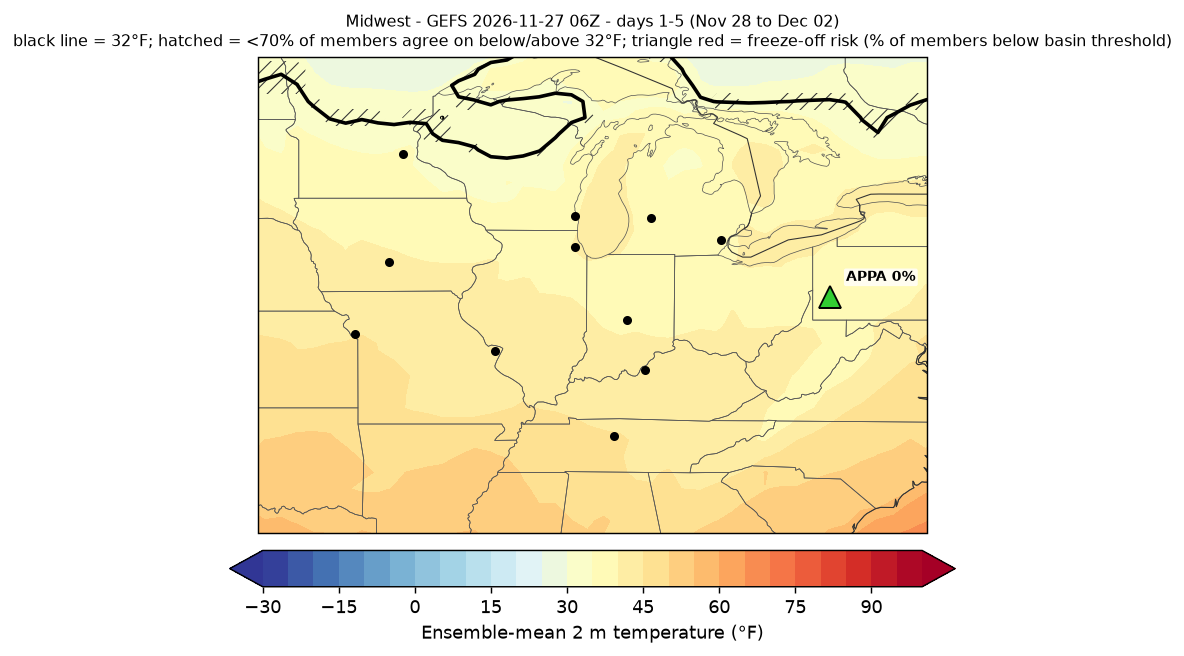 Midwest - GEFS 2026-11-27 06Z - days 1-5 (Nov 28 to Dec 02)
black line = 32°F; hatched = <70% of members agree on below/above 32°F; triangle red = freeze-off risk (% of members below basin threshold)
APPA 0%
−30 −15 0 15 30 45 60 75 90
Ensemble-mean 2 m temperature (°F)